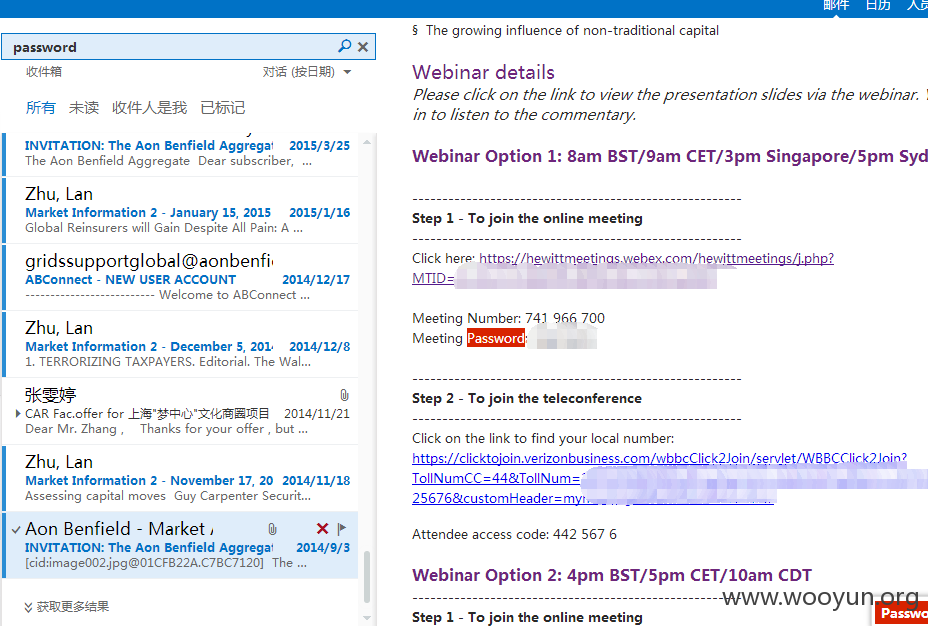 邮件 日历 人员
password
收件箱 对话 (按日期)
所有 未读 收件人是我 已标记
INVITATION: The Aon Benfield Aggregat 2015/3/25
The Aon Benfield Aggregate Dear subscriber, ...
Zhu, Lan
Market Information 2 - January 15, 2015 2015/1/16
Global Reinsurers will Gain Despite All Pain: A ...
gridssupportglobal@aonbenfi
ABConnect - NEW USER ACCOUNT 2014/12/17
-------------------------- Welcome to ABConnect ...
Zhu, Lan
Market Information 2 - December 5, 201 2014/12/8
1. TERRORIZING TAXPAYERS. Editorial. The Wal...
张雯婷
CAR Fac.offer for 上海"梦中心"文化商圈项目 2014/11/21
Dear Mr. Zhang , Thanks for your offer , but ...
Zhu, Lan
Market Information 2 - November 17, 20 2014/11/18
Assessing capital moves Guy Carpenter Securit...
Aon Benfield - Market
INVITATION: The Aon Benfield Aggregat 2014/9/3
[cid:image002.jpg@01CFB22A.C7BC7120] The ...
获取更多结果
§ The growing influence of non-traditional capital
Webinar details
Please click on the link to view the presentation slides via the webinar.
in to listen to the commentary.
Webinar Option 1: 8am BST/9am CET/3pm Singapore/5pm Syd
--------------------------------------------------------
Step 1 - To join the online meeting
--------------------------------------------------------
Click here: https://hewittmeetings.webex.com/hewittmeetings/j.php?
MTID=
Meeting Number: 741 966 700
Meeting Password:
--------------------------------------------------------
Step 2 - To join the teleconference
--------------------------------------------------------
Click on the link to find your local number:
https://clicktojoin.verizonbusiness.com/wbbcClick2Join/servlet/WBBCClick2Join?
TollNumCC=44&TollNum=
25676&customHeader=my
Attendee access code: 442 567 6
Webinar Option 2: 4pm BST/5pm CET/10am CDT
--------------------------------------------------------
Step 1 - To join the online meeting
www.wooyun.org
Passwo